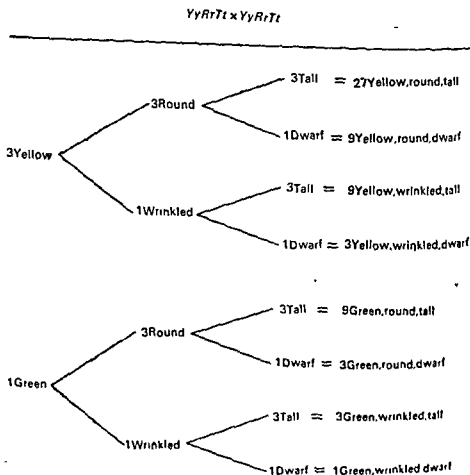 YyRrTt x YyRrTt
3Tall = 27Yellow,round,tall
3Round
1Dwarf = 9Yellow,round,dwarf
3Yellow
3Tall = 9Yellow,wrinkled,tall
1Wrinkled
1Dwarf = 3Yellow,wrinkled,dwarf
3Tall = 9Green,round,tall
3Round
1Dwarf = 3Green,round,dwarf
1Green
3Tall = 3Green,wrinkled,tall
1Wrinkled
1Dwarf = 1Green,wrinkled dwarf